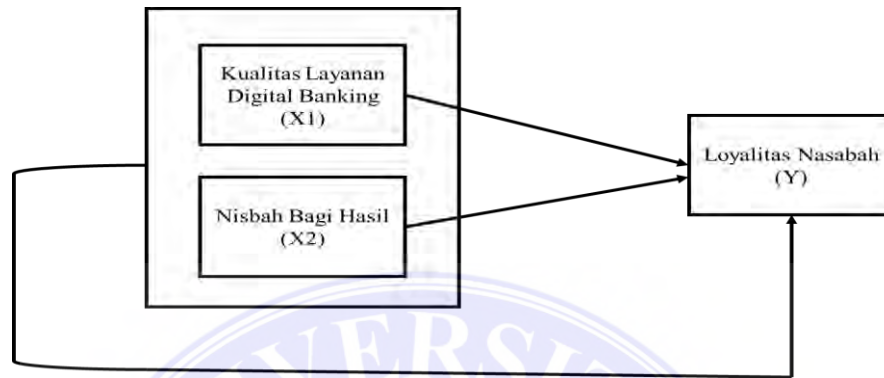 Kualitas Layanan
Digital Banking
(X1)
Loyalitas Nasabah
(Y)
Nisbah Bagi Hasil
(X2)